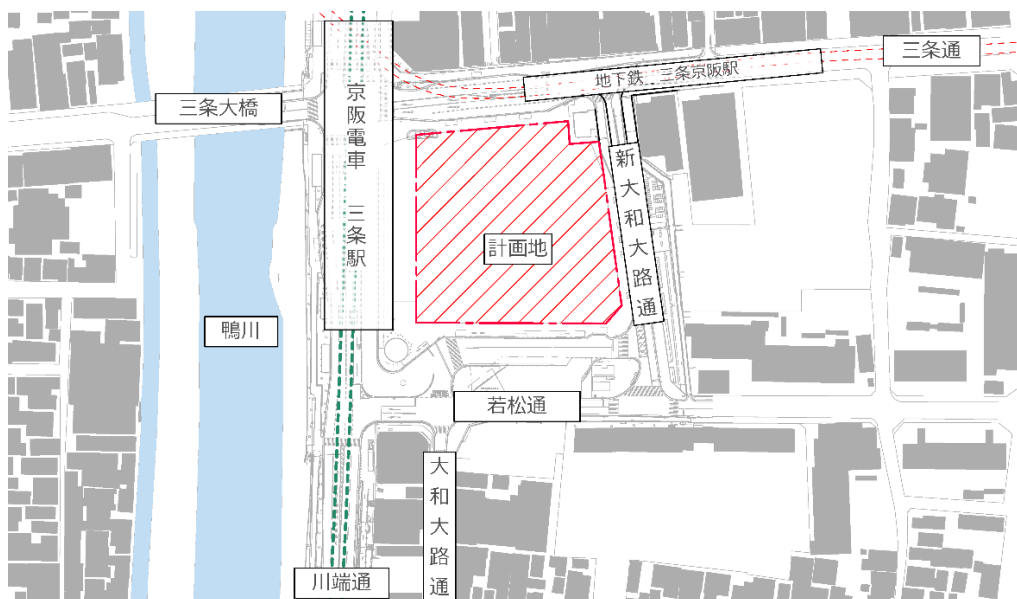 三条通
地下鉄 三条京阪駅
三条大橋
京阪電車 三条駅
新大和大路通
計画地
鴨川
若松通
大和大路通
川端通